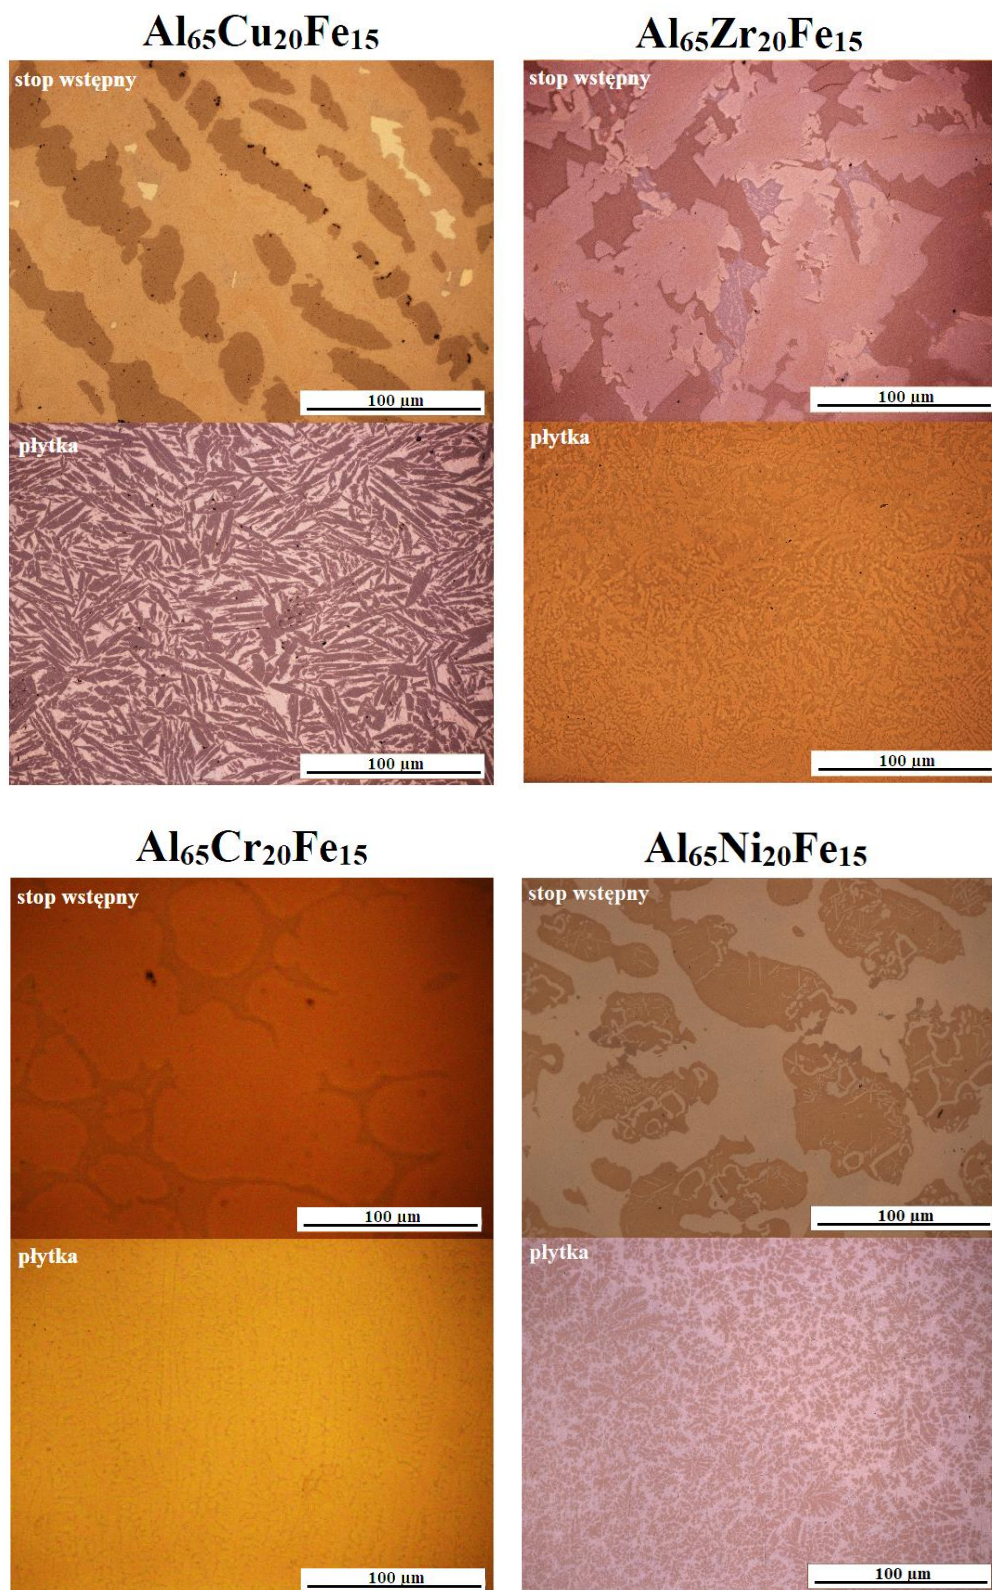 Al₆₅Cu₂₀Fe₁₅
stop wstępny
100 µm
płytka
100 µm
Al₆₅Zr₂₀Fe₁₅
stop wstępny
100 µm
płytka
100 µm
Al₆₅Cr₂₀Fe₁₅
stop wstępny
100 µm
płytka
100 µm
Al₆₅Ni₂₀Fe₁₅
stop wstępny
100 µm
płytka
100 µm